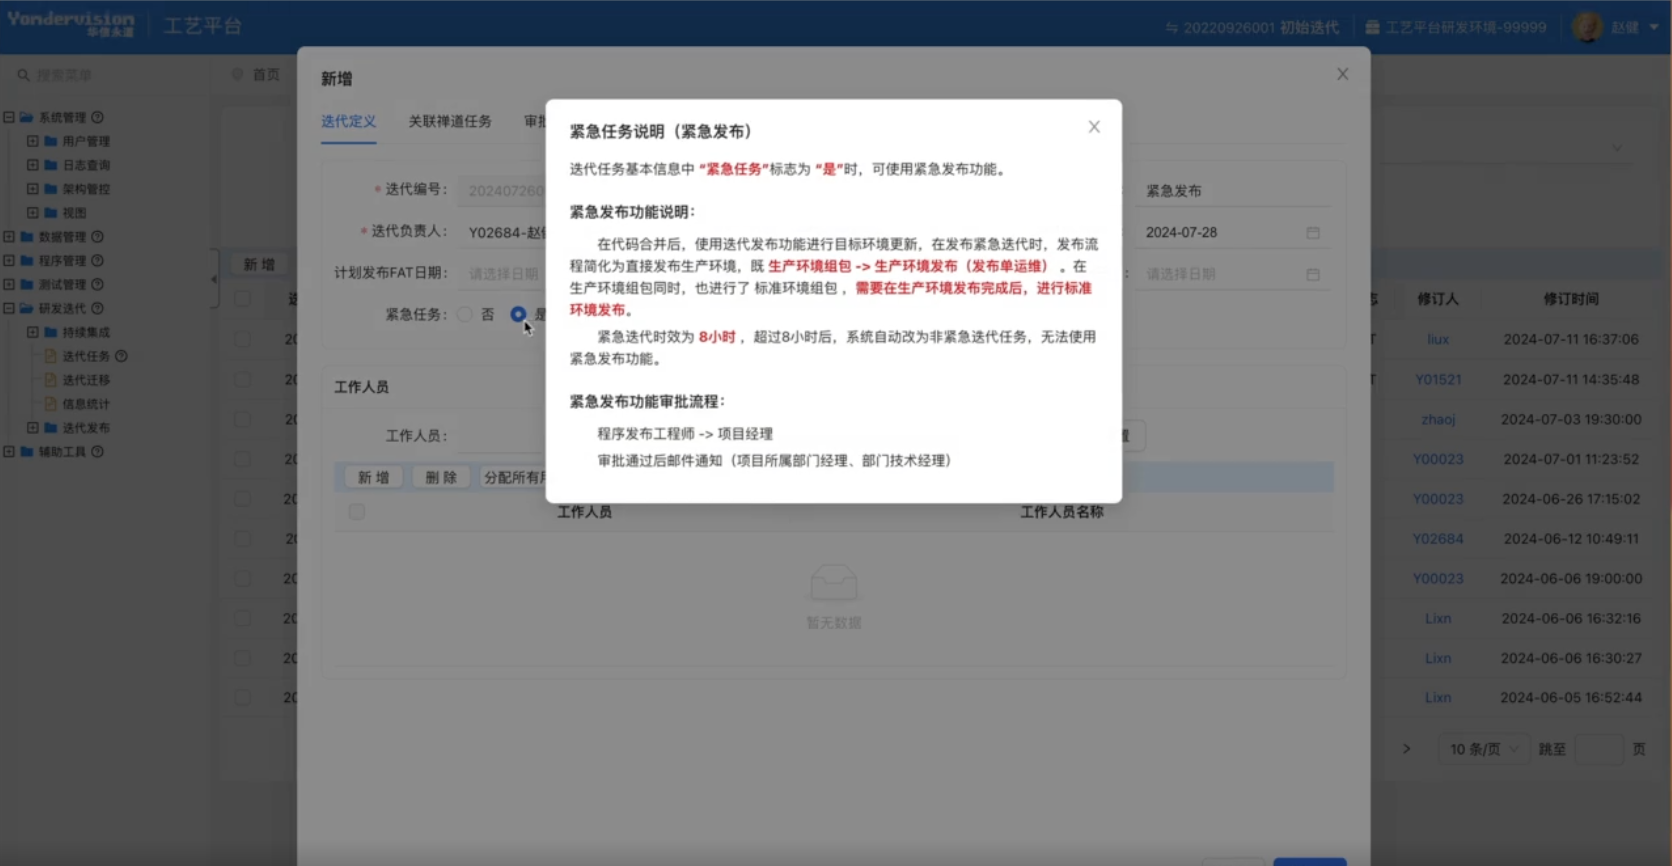 Yondervision
华信永道
工艺平台
20220926001 初始迭代
工艺平台研发环境-99999
赵健
搜索菜单
首页
系统管理
用户管理
日志查询
架构管控
视图
数据管理
程序管理
测试管理
研发迭代
持续集成
迭代任务
迭代迁移
信息统计
迭代发布
辅助工具
新增
新增
迭代定义
关联禅道任务
* 迭代编号：
202407260
紧急发布
* 迭代负责人：
Y02684-赵
2024-07-28
计划发布FAT日期：
请选择日期
请选择日期
紧急任务：
否
是
工作人员
工作人员：
新增
删除
分配所有
工作人员
工作人员名称
暂无数据
紧急任务说明（紧急发布）
迭代任务基本信息中 “紧急任务”标志为 “是”时，可使用紧急发布功能。
紧急发布功能说明：
在代码合并后，使用迭代发布功能进行目标环境更新，在发布紧急迭代时，发布流
程简化为直接发布生产环境，既 生产环境组包 -> 生产环境发布（发布单运维） 。在
生产环境组包同时，也进行了 标准环境组包 ，需要在生产环境发布完成后，进行标准
环境发布。
紧急迭代时效为 8小时 ，超过8小时后，系统自动改为非紧急迭代任务，无法使用
紧急发布功能。
紧急发布功能审批流程：
程序发布工程师 -> 项目经理
审批通过后邮件通知（项目所属部门经理、部门技术经理）
修订人
修订时间
liux
2024-07-11 16:37:06
Y01521
2024-07-11 14:35:48
zhaoj
2024-07-03 19:30:00
Y00023
2024-07-01 11:23:52
Y00023
2024-06-26 17:15:02
Y02684
2024-06-12 10:49:11
Y00023
2024-06-06 19:00:00
Lixn
2024-06-06 16:32:16
Lixn
2024-06-06 16:30:27
Lixn
2024-06-05 16:52:44
10 条/页
跳至
页